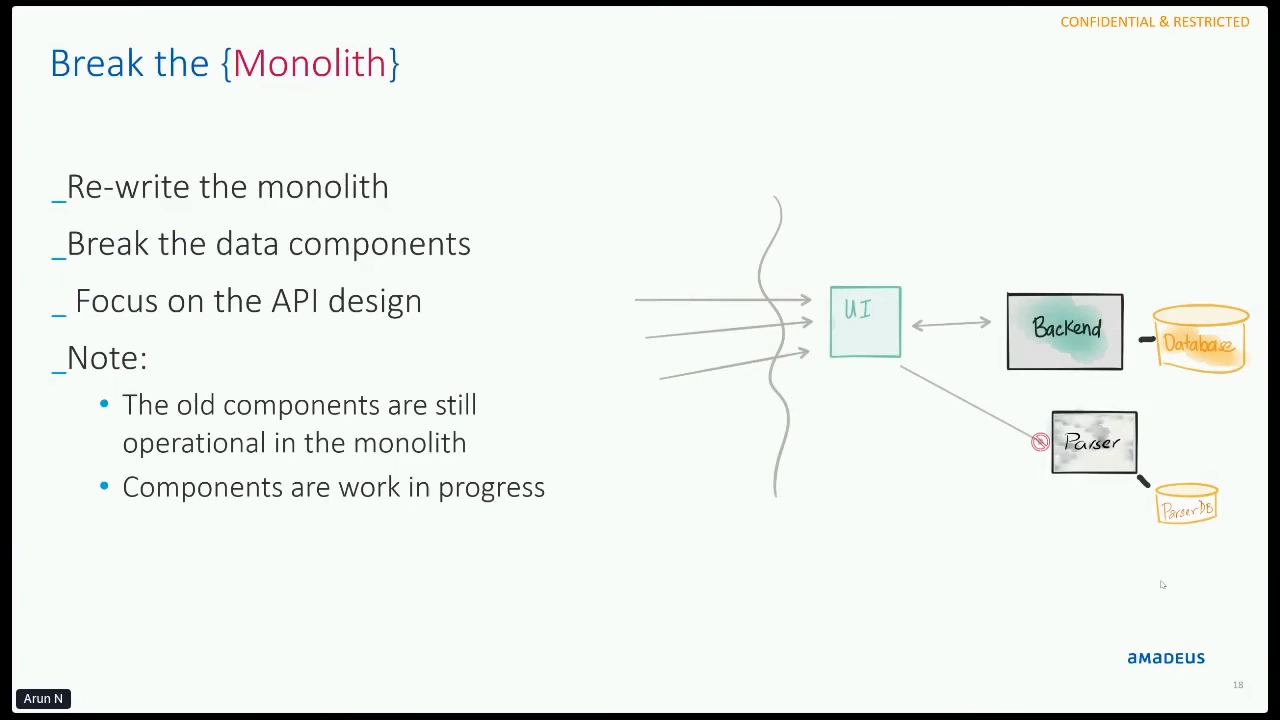 CONFIDENTIAL & RESTRICTED
Break the {Monolith}
_Re-write the monolith
_Break the data components
_ Focus on the API design
_Note:
• The old components are still
operational in the monolith
• Components are work in progress
UI
Backend
Database
Parser
ParserDB
amadeus
18
Arun N